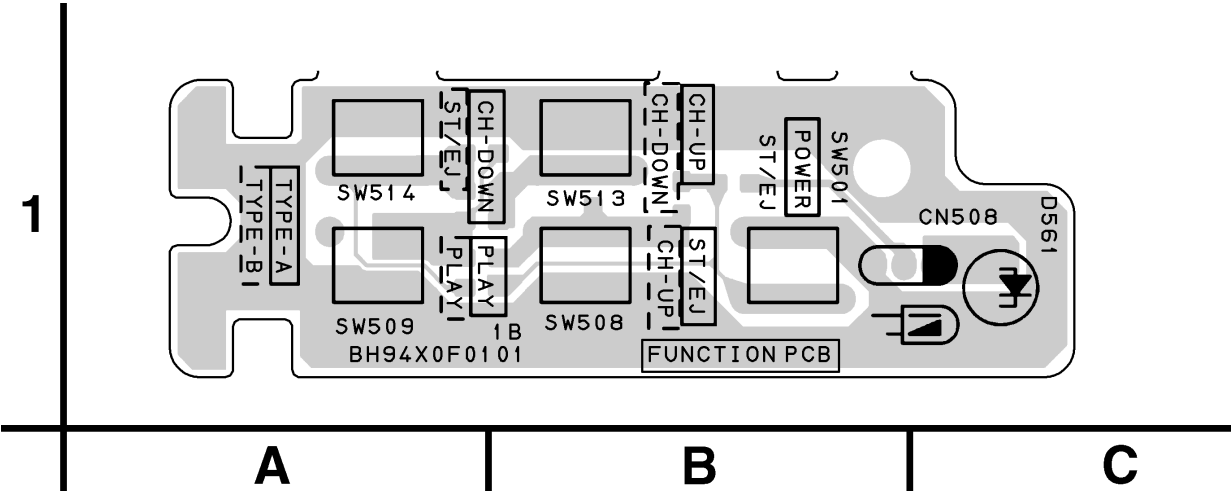 ST/EJ
CH-DOWN
CH-DOWN
CH-UP
ST/EJ
POWER
SW501
SW514
SW513
TYPE-B
TYPE-A
1
CN508
D561
PLAY
PLAY
CH-UP
ST/EJ
SW509
1B
SW508
BH94X0F0101
FUNCTION PCB
A
B
C